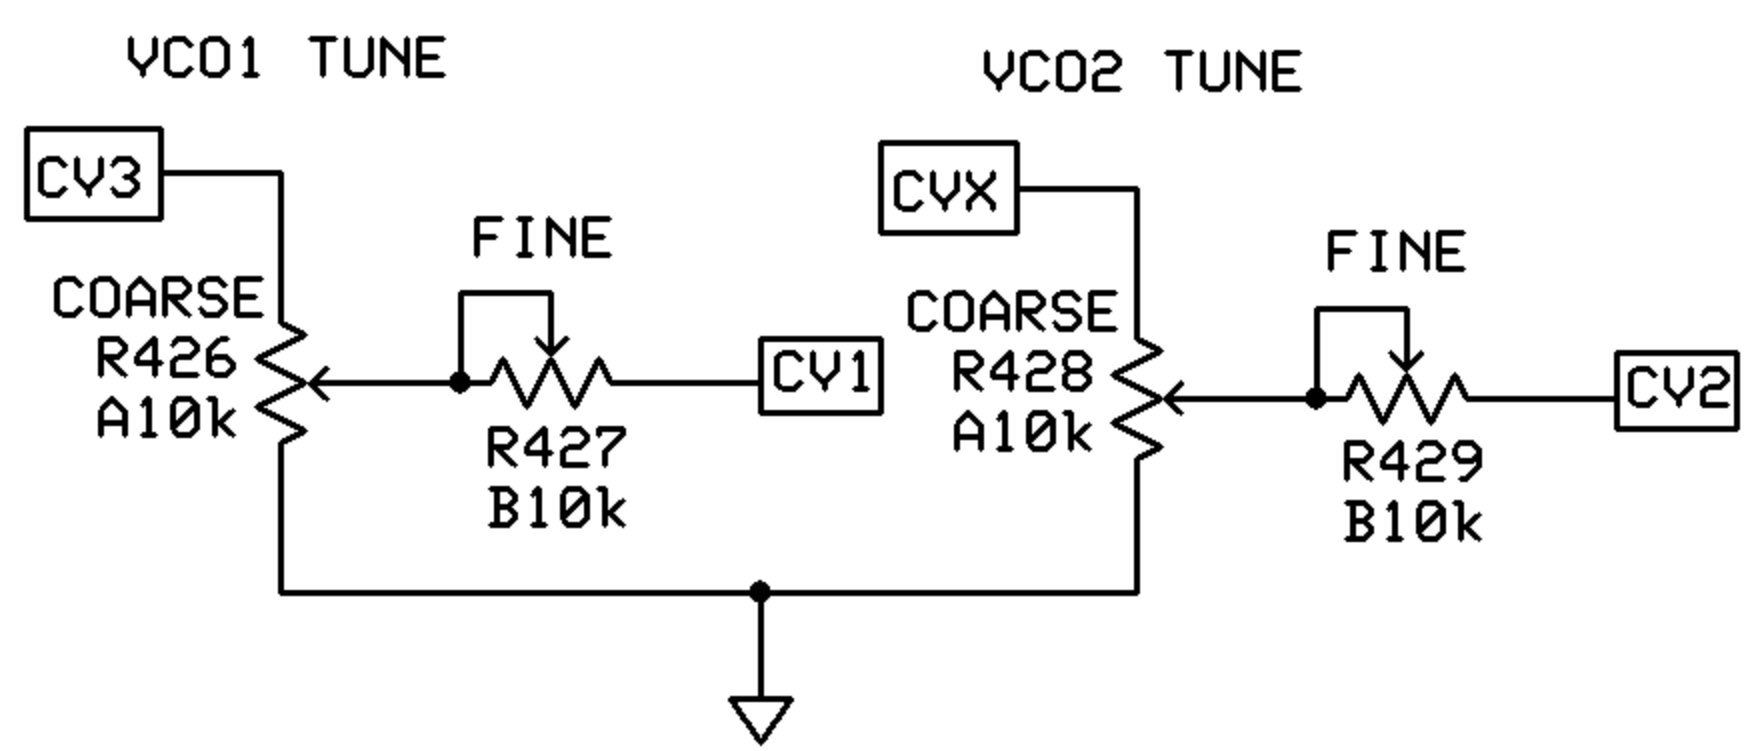 VCO1 TUNE
CV3
COARSE
R426
A10k
FINE
R427
B10k
CV1
VCO2 TUNE
CVX
COARSE
R428
A10k
FINE
R429
B10k
CV2